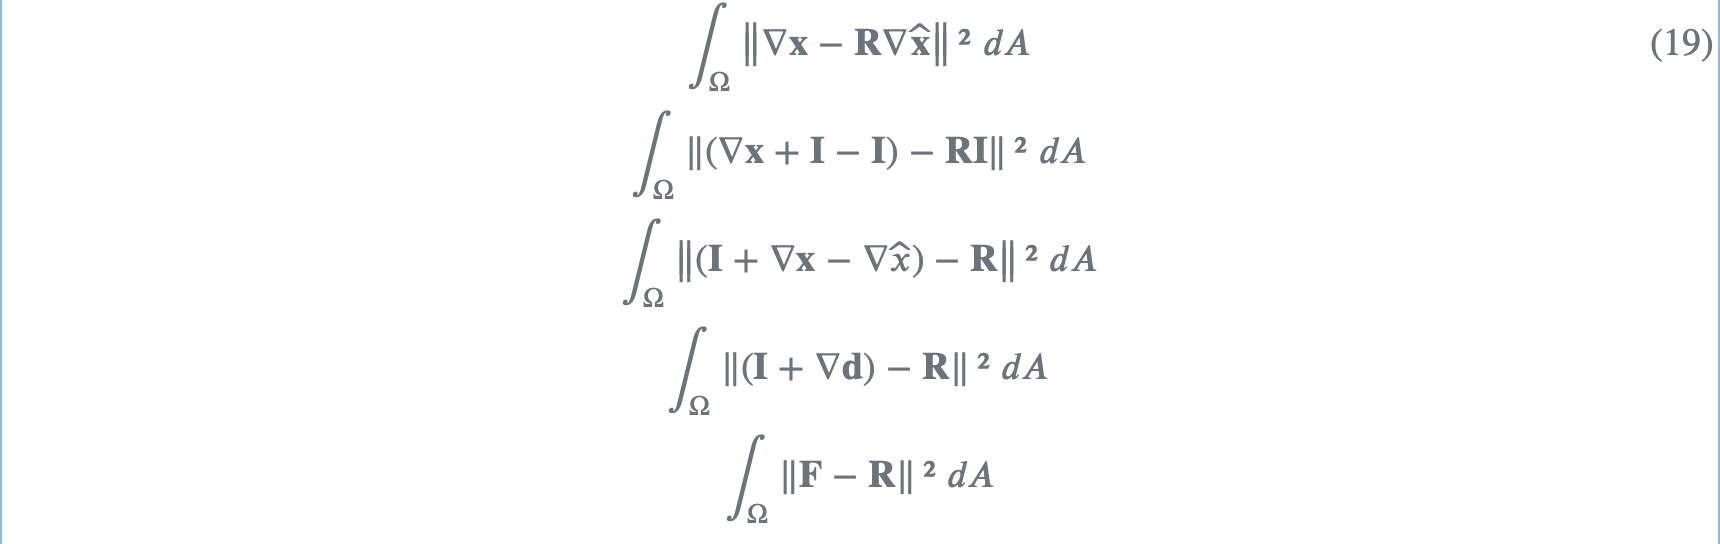 ∫_Ω ‖∇𝐱 − 𝐑∇𝐱̂‖² dA (19)
∫_Ω ‖(∇𝐱 + 𝐈 − 𝐈) − 𝐑𝐈‖² dA
∫_Ω ‖(𝐈 + ∇𝐱 − ∇x̂) − 𝐑‖² dA
∫_Ω ‖(𝐈 + ∇𝐝) − 𝐑‖² dA
∫_Ω ‖𝐅 − 𝐑‖² dA